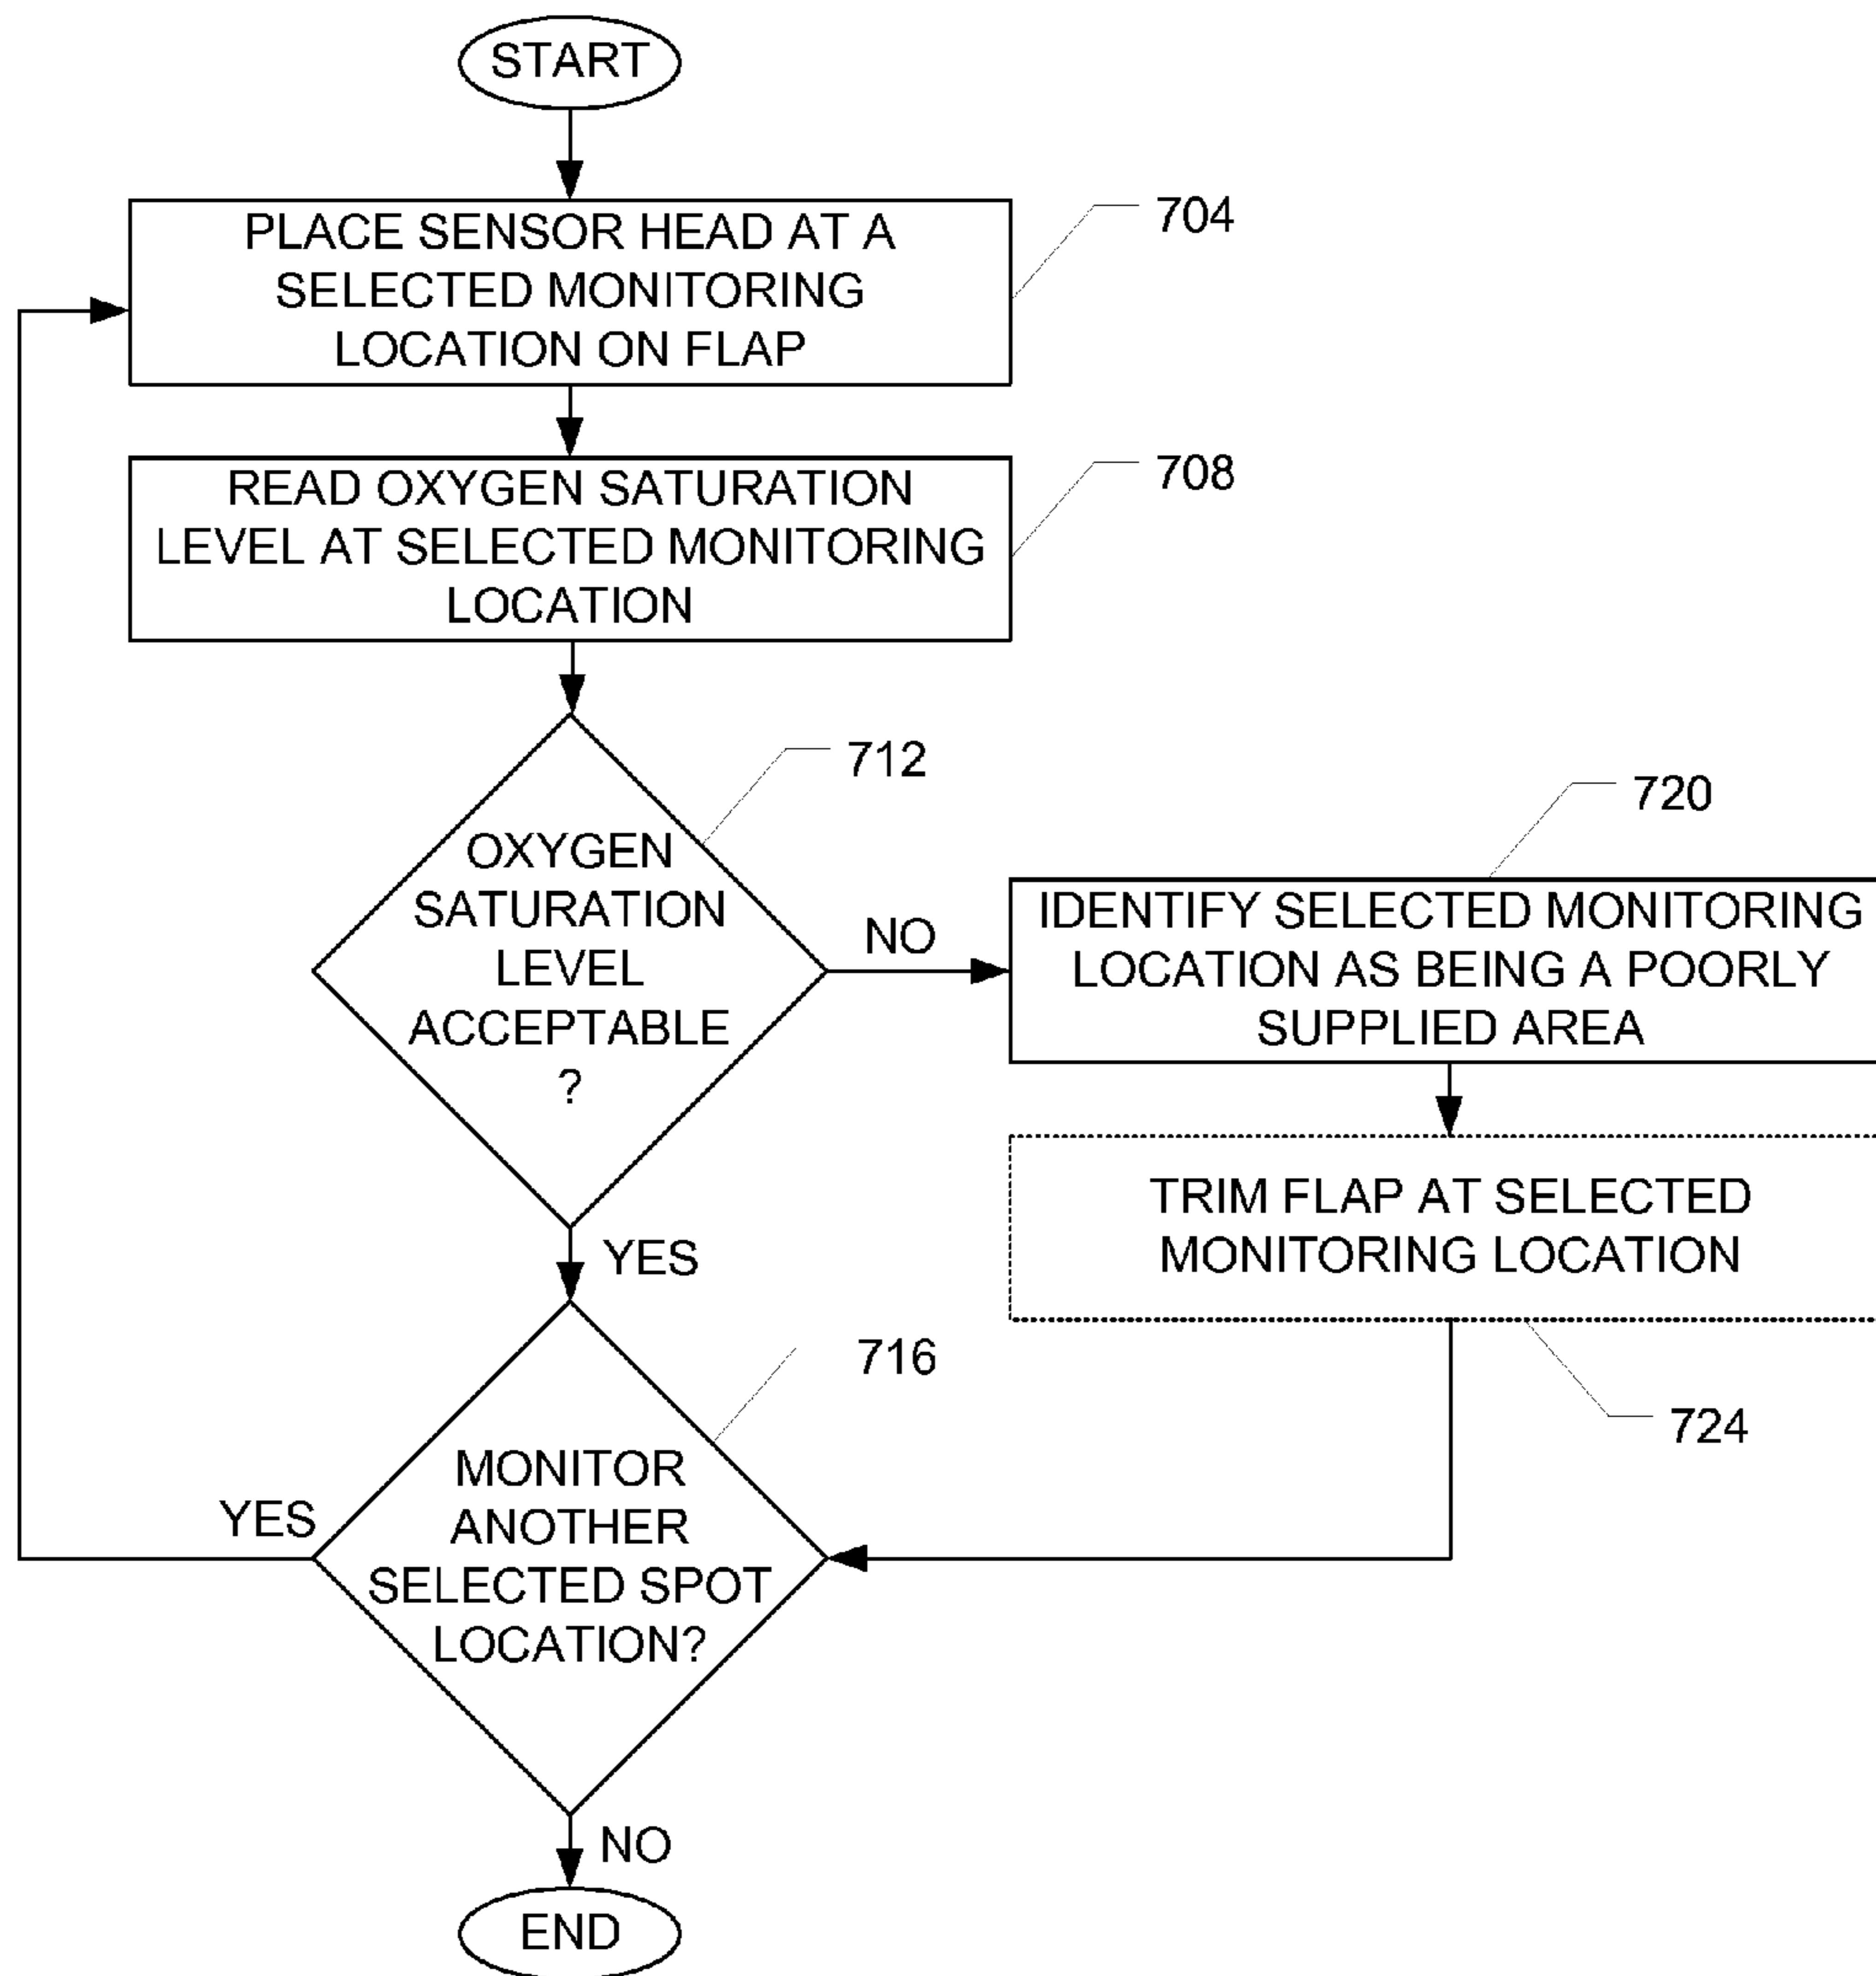 START
PLACE SENSOR HEAD AT A
SELECTED MONITORING
LOCATION ON FLAP
704
READ OXYGEN SATURATION
LEVEL AT SELECTED MONITORING
LOCATION
708
OXYGEN
SATURATION
LEVEL
ACCEPTABLE
?
712
NO
720
IDENTIFY SELECTED MONITORING
LOCATION AS BEING A POORLY
SUPPLIED AREA
TRIM FLAP AT SELECTED
MONITORING LOCATION
724
YES
716
MONITOR
ANOTHER
SELECTED SPOT
LOCATION?
YES
NO
END